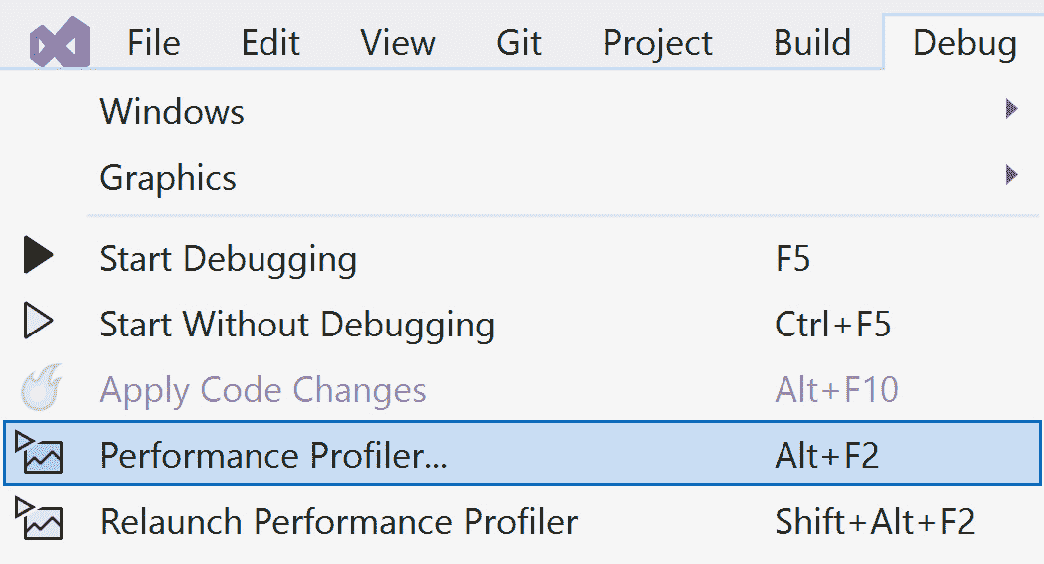 File Edit View Git Project Build Debug
Windows
Graphics
Start Debugging F5
Start Without Debugging Ctrl+F5
Apply Code Changes Alt+F10
Performance Profiler... Alt+F2
Relaunch Performance Profiler Shift+Alt+F2